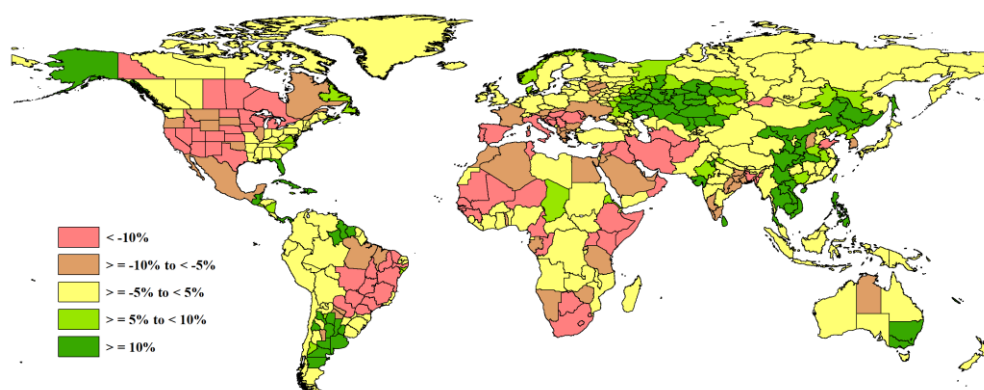 < -10%
> = -10% to < -5%
> = -5% to < 5%
> = 5% to < 10%
> = 10%